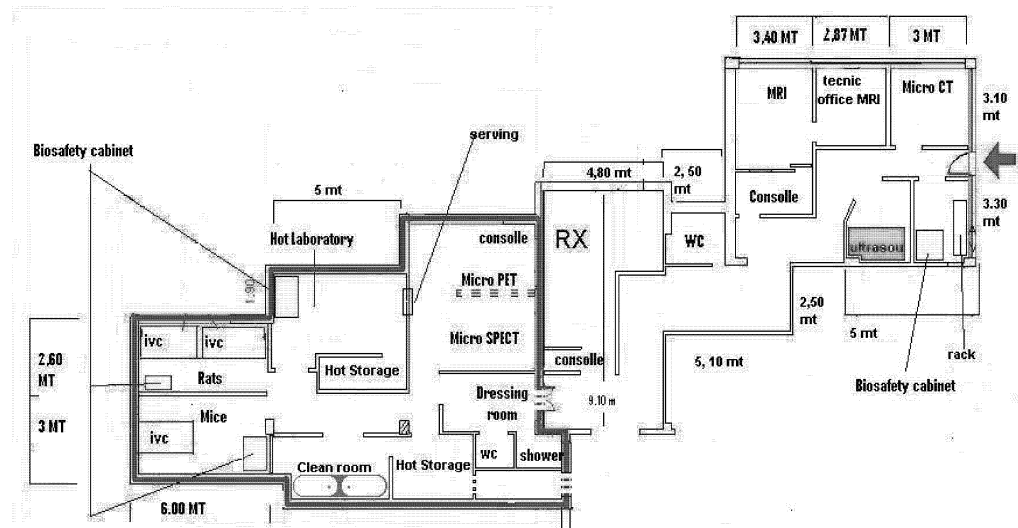 3,40 MT
2,87 MT
3 MT
MRI
tecnic
office MRI
Micro CT
3.10
mt
serving
Biosafety cabinet
4,80 mt
2, 50
mt
5 mt
Consolle
3.30
mt
Hot Laboratory
consolle
RX
WC
ultrasou
1.90
Micro PET
2,50
mt
5 mt
ivc
ivc
Micro SPECT
2,60
MT
consolle
5, 10 mt
rack
Rats
Hot Storage
Biosafety cabinet
Dressing
room
9.10 m
3 MT
Mice
ivc
Clean room
Hot Storage
wc
shower
6.00 MT